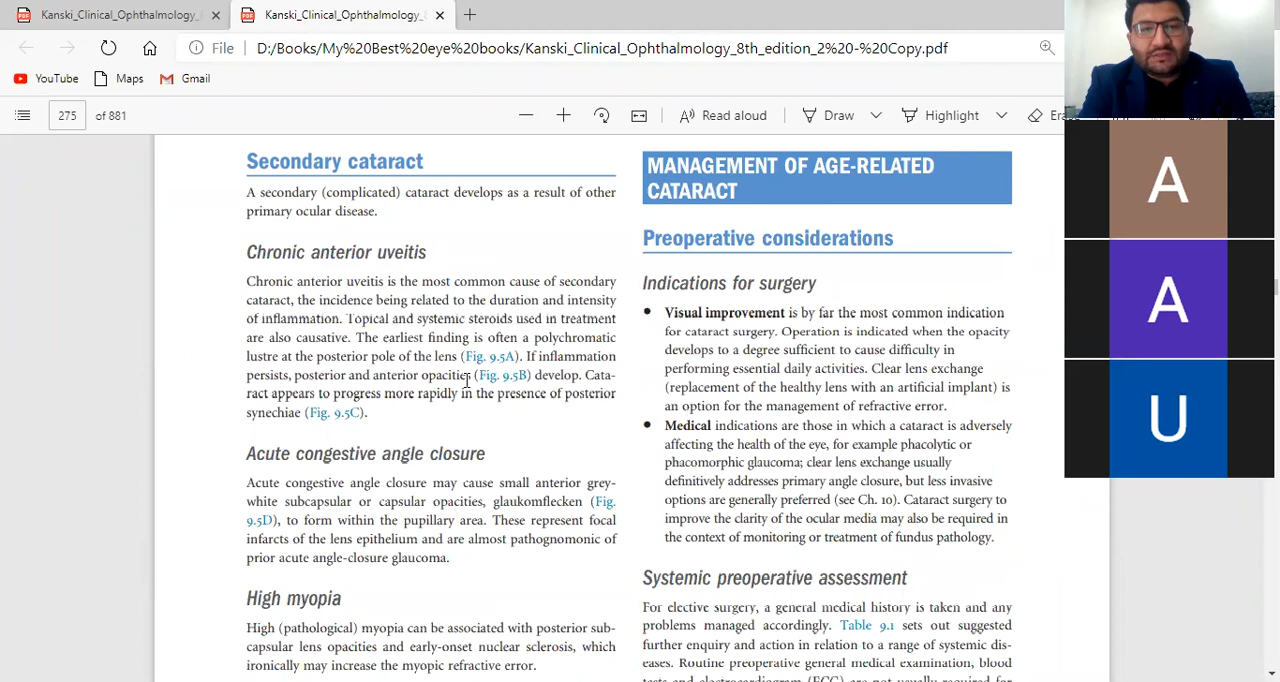 Kanski_Clinical_Ophthalmology_
Kanski_Clinical_Ophthalmology_
File
D:/Books/My%20Best%20eye%20books/Kanski_Clinical_Ophthalmology_8th_edition_2%20-%20Copy.pdf
YouTube
Maps
Gmail
275
of 881
Read aloud
Draw
Highlight
Secondary cataract
A secondary (complicated) cataract develops as a result of other
primary ocular disease.
Chronic anterior uveitis
Chronic anterior uveitis is the most common cause of secondary
cataract, the incidence being related to the duration and intensity
of inflammation. Topical and systemic steroids used in treatment
are also causative. The earliest finding is often a polychromatic
lustre at the posterior pole of the lens (Fig. 9.5A). If inflammation
persists, posterior and anterior opacities (Fig. 9.5B) develop. Cata-
ract appears to progress more rapidly in the presence of posterior
synechiae (Fig. 9.5C).
Acute congestive angle closure
Acute congestive angle closure may cause small anterior grey-
white subcapsular or capsular opacities, glaukomflecken (Fig.
9.5D), to form within the pupillary area. These represent focal
infarcts of the lens epithelium and are almost pathognomonic of
prior acute angle-closure glaucoma.
High myopia
High (pathological) myopia can be associated with posterior sub-
capsular lens opacities and early-onset nuclear sclerosis, which
ironically may increase the myopic refractive error.
MANAGEMENT OF AGE-RELATED
CATARACT
Preoperative considerations
Indications for surgery
• Visual improvement is by far the most common indication
for cataract surgery. Operation is indicated when the opacity
develops to a degree sufficient to cause difficulty in
performing essential daily activities. Clear lens exchange
(replacement of the healthy lens with an artificial implant) is
an option for the management of refractive error.
• Medical indications are those in which a cataract is adversely
affecting the health of the eye, for example phacolytic or
phacomorphic glaucoma; clear lens exchange usually
definitively addresses primary angle closure, but less invasive
options are generally preferred (see Ch. 10). Cataract surgery to
improve the clarity of the ocular media may also be required in
the context of monitoring or treatment of fundus pathology.
Systemic preoperative assessment
For elective surgery, a general medical history is taken and any
problems managed accordingly. Table 9.1 sets out suggested
further enquiry and action in relation to a range of systemic dis-
eases. Routine preoperative general medical examination, blood
tests and electrocardiogram (ECG) are not usually required for
A
A
U